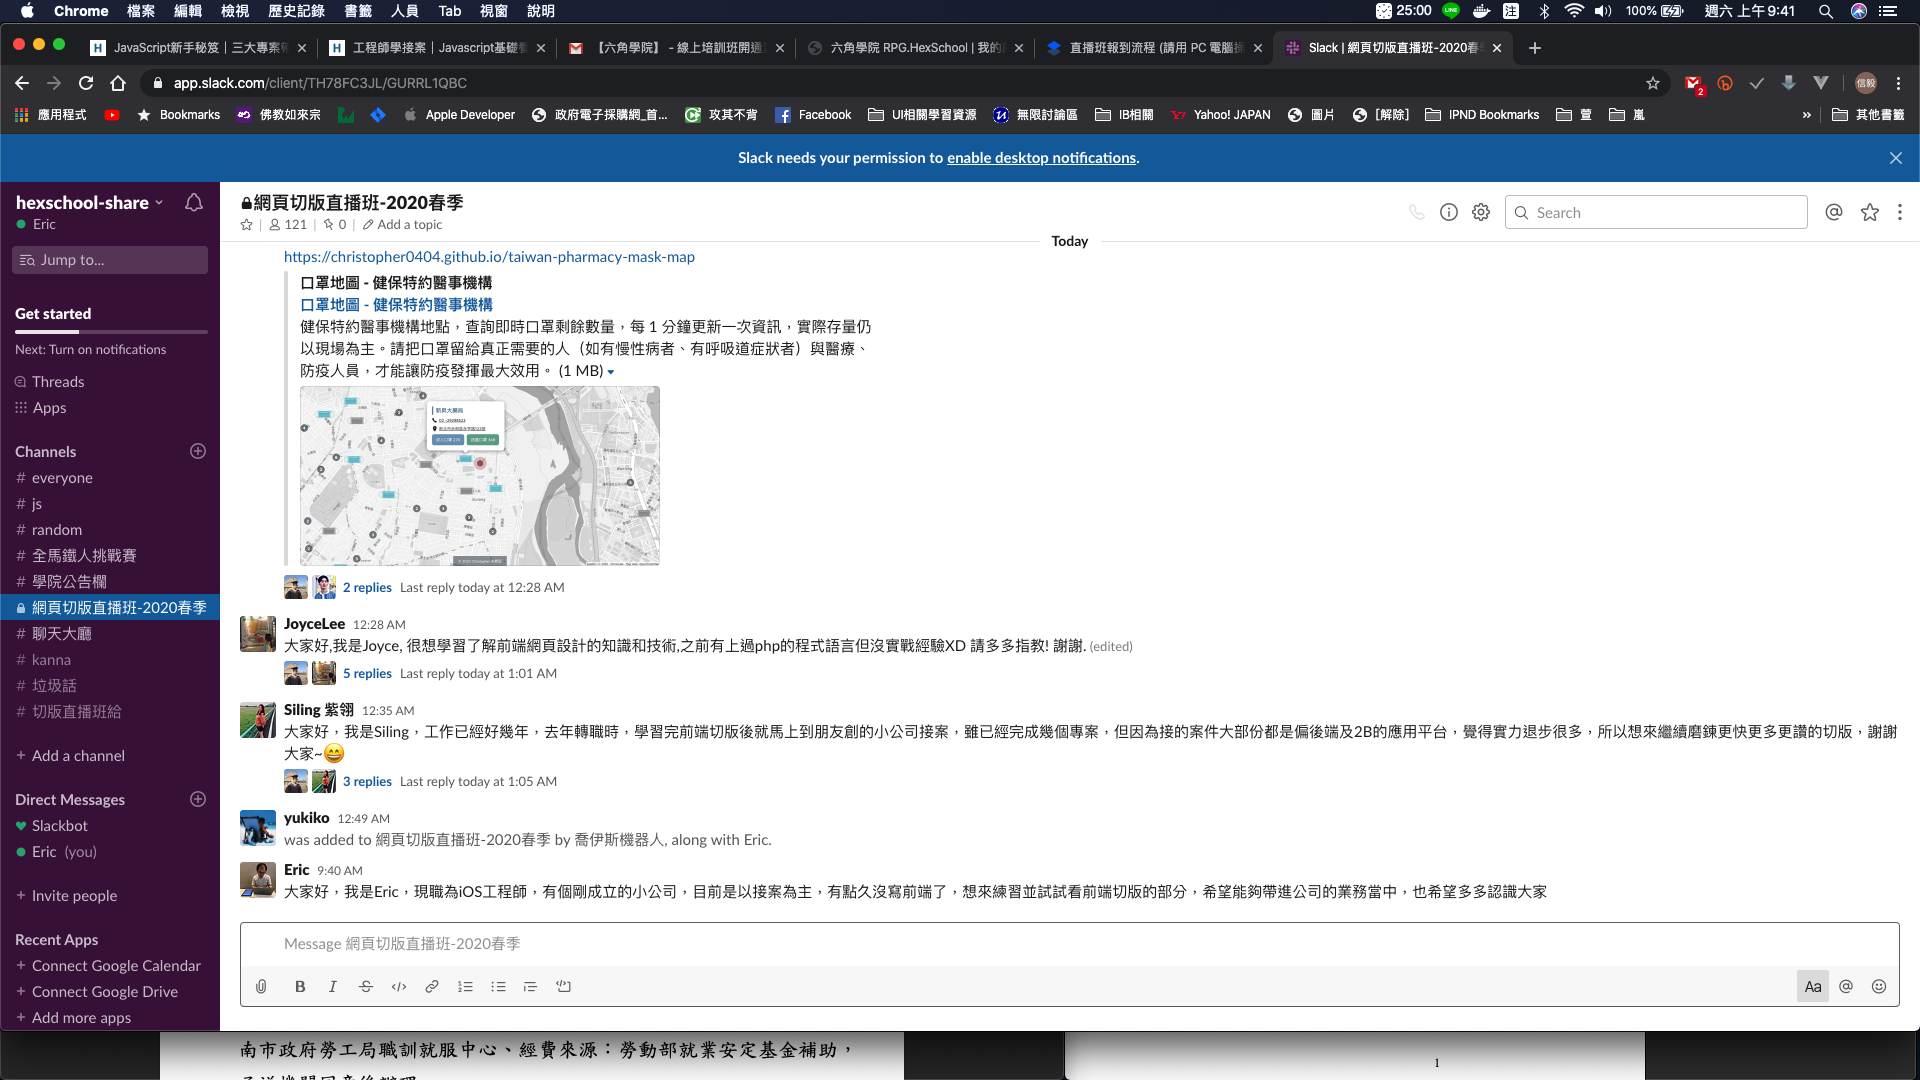 Chrome 檔案 編輯 檢視 歷史記錄 書籤 人員 Tab 視窗 說明 25:00 LINE 注 100% 週六 上午9:41
JavaScript新手秘笈 | 三大專案 工程師學接案 | Javascript基礎 【六角學院】 - 線上培訓班開通 六角學院 RPG.HexSchool | 我的 直播班報到流程 (請用 PC 電腦 Slack | 網頁切版直播班-2020春
app.slack.com/client/TH78FC3JL/GURRL1QBC 2 信毅
應用程式 Bookmarks 佛教如來宗 Apple Developer 政府電子採購網_首... 攻其不背 Facebook UI相關學習資源 無限討論區 IB相關 Yahoo! JAPAN 圖片 [解除] IPND Bookmarks 萱 嵐 » 其他書籤
Slack needs your permission to enable desktop notifications.
hexschool-share
Eric
Jump to...
Get started
Next: Turn on notifications
Threads
Apps
Channels
# everyone
# js
# random
# 全馬鐵人挑戰賽
# 學院公告欄
網頁切版直播班-2020春季
# 聊天大廳
# kanna
# 垃圾話
# 切版直播班給
+ Add a channel
Direct Messages
Slackbot
Eric (you)
+ Invite people
Recent Apps
+ Connect Google Calendar
+ Connect Google Drive
+ Add more apps
網頁切版直播班-2020春季
121 | 0 | Add a topic
Search
Today
https://christopher0404.github.io/taiwan-pharmacy-mask-map
口罩地圖 - 健保特約醫事機構
口罩地圖 - 健保特約醫事機構
健保特約醫事機構地點，查詢即時口罩剩餘數量，每 1 分鐘更新一次資訊，實際存量仍
以現場為主。請把口罩留給真正需要的人（如有慢性病者、有呼吸道症狀者）與醫療、
防疫人員，才能讓防疫發揮最大效用。 (1 MB)
2 replies Last reply today at 12:28 AM
JoyceLee 12:28 AM
大家好,我是Joyce, 很想學習了解前端網頁設計的知識和技術,之前有上過php的程式語言但沒實戰經驗XD 請多多指教! 謝謝. (edited)
5 replies Last reply today at 1:01 AM
Siling 紫翎 12:35 AM
大家好，我是Siling，工作已經好幾年，去年轉職時，學習完前端切版後就馬上到朋友創的小公司接案，雖已經完成幾個專案，但因為接的案件大部份都是偏後端及2B的應用平台，覺得實力退步很多，所以想來繼續磨鍊更快更多更讚的切版，謝謝
大家~😄
3 replies Last reply today at 1:05 AM
yukiko 12:49 AM
was added to 網頁切版直播班-2020春季 by 喬伊斯機器人, along with Eric.
Eric 9:40 AM
大家好，我是Eric，現職為iOS工程師，有個剛成立的小公司，目前是以接案為主，有點久沒寫前端了，想來練習並試試看前端切版的部分，希望能夠帶進公司的業務當中，也希望多多認識大家
Message 網頁切版直播班-2020春季
B I S </> Aa @
南市政府勞工局職訓就服中心、經費來源：勞動部就業安定基金補助，
1